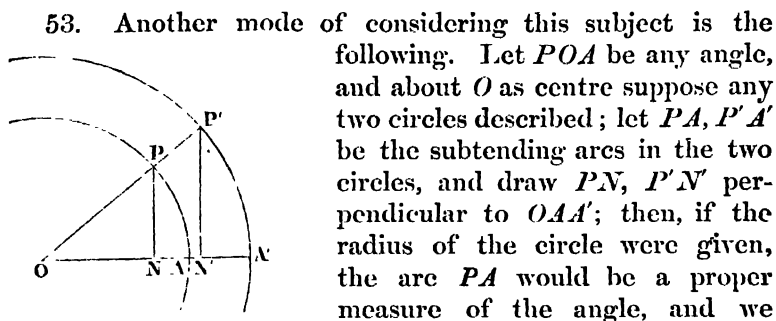 53. Another mode of considering this subject is the
following. Let POA be any angle,
and about O as centre suppose any
two circles described; let PA, P'A'
be the subtending arcs in the two
circles, and draw PN, P'N' per-
pendicular to OAA'; then, if the
radius of the circle were given,
the arc PA would be a proper
measure of the angle, and we
P'
P
O N A N' A'